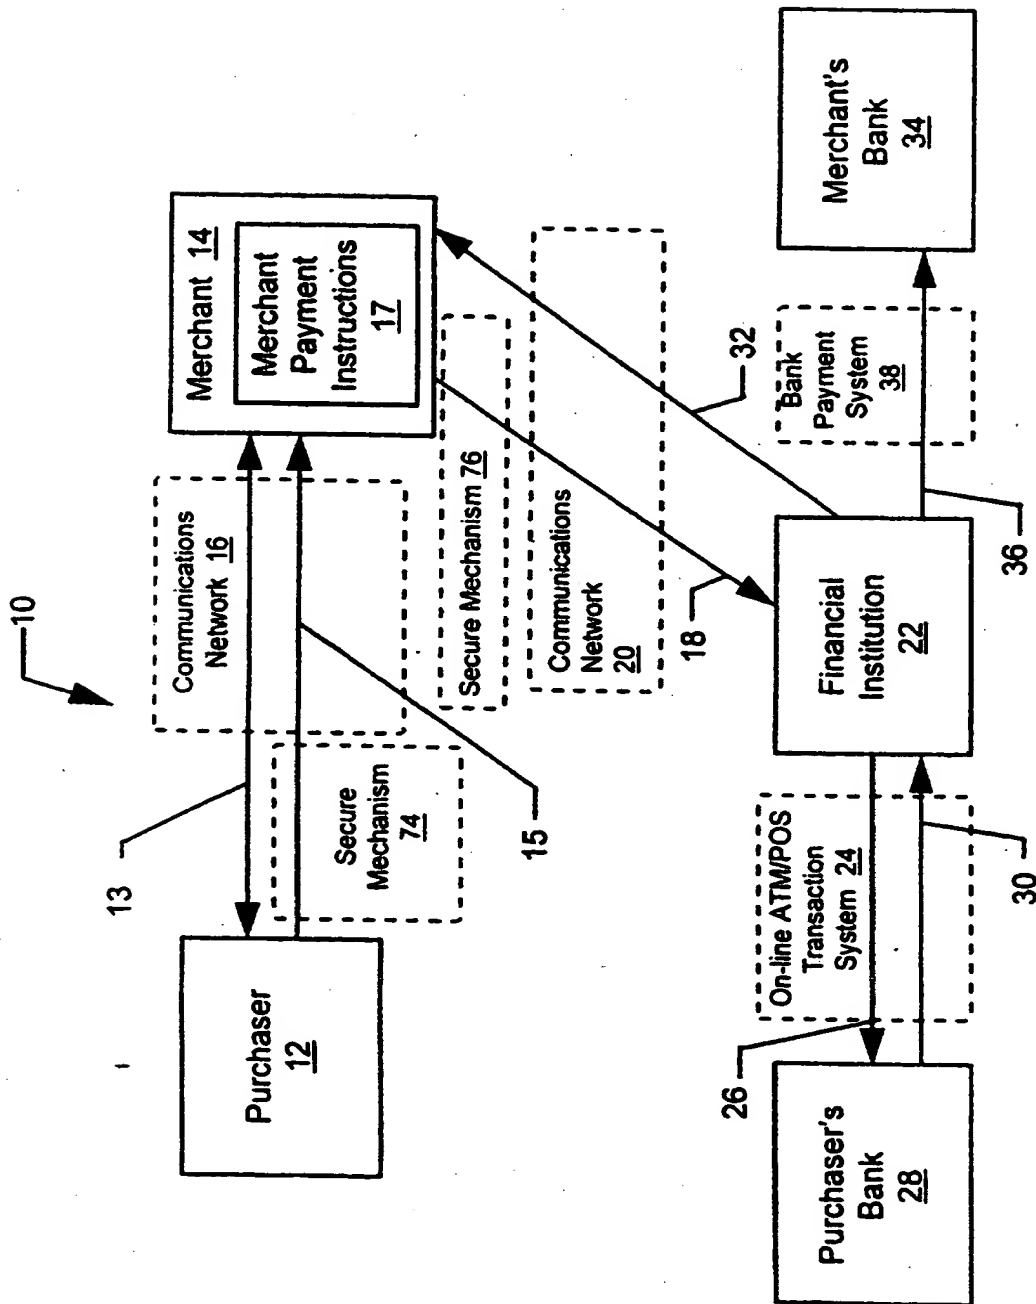 10
13
Purchaser
12
Secure
Mechanism
74
15
Communications
Network 16
Merchant 14
Merchant
Payment
Instructions
17
Secure Mechanism 76
Communications
Network
20
18
32
Purchaser's
Bank
28
26
On-line ATM/POS
Transaction
System 24
30
Financial
Institution
22
36
Bank
Payment
System
38
Merchant's
Bank
34